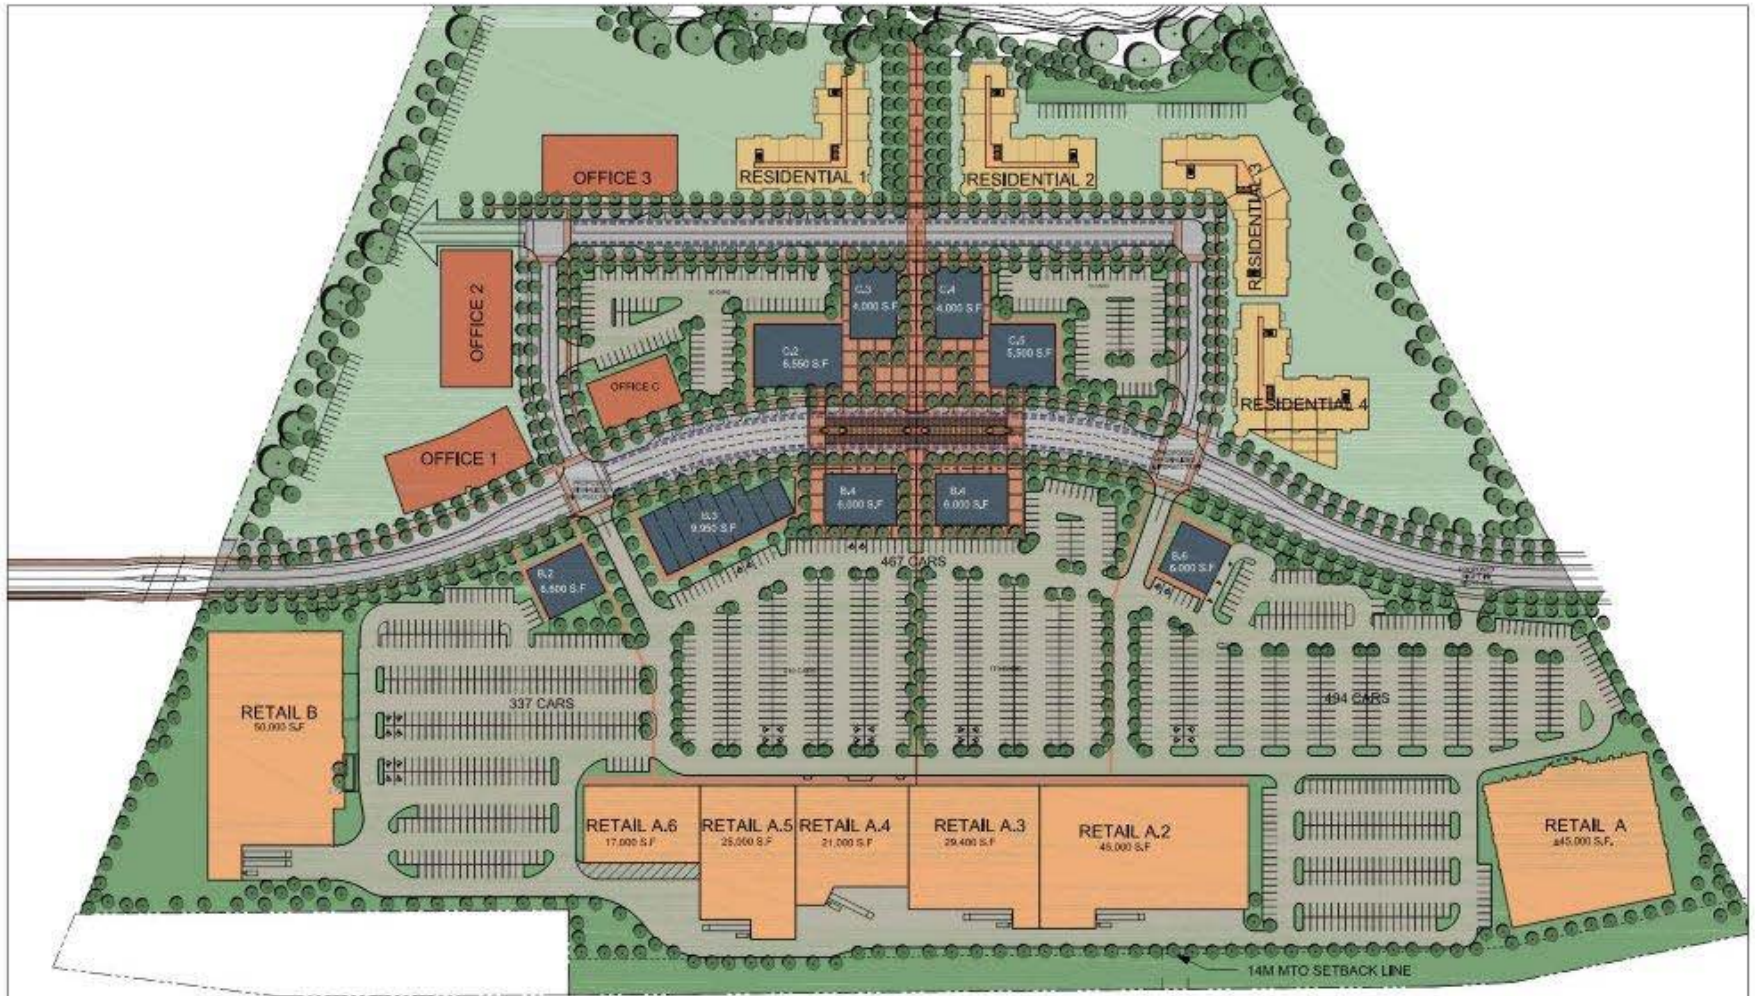 OFFICE 3
RESIDENTIAL 1
RESIDENTIAL 2
RESIDENTIAL 3
OFFICE 2
C.3
4,000 S.F
C.4
4,000 S.F
C.2
6,550 S.F
C.5
5,500 S.F
OFFICE C
RESIDENTIAL 4
OFFICE 1
B.4
6,000 S.F
B.4
6,000 S.F
B.3
9,950 S.F
B.2
6,500 S.F
B.6
6,000 S.F
467 CARS
337 CARS
494 CARS
RETAIL B
50,000 S.F
RETAIL A.6
17,000 S.F
RETAIL A.5
25,000 S.F
RETAIL A.4
21,000 S.F
RETAIL A.3
29,400 S.F
RETAIL A.2
45,000 S.F
RETAIL A
±45,000 S.F.
14M MTO SETBACK LINE